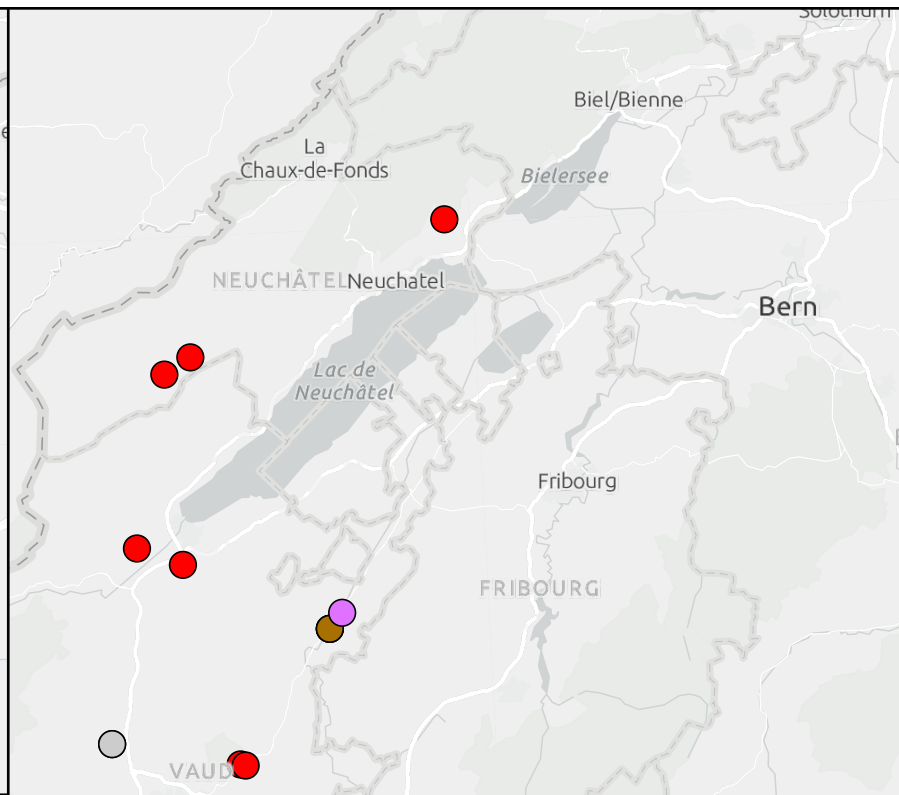 Solothurn
Biel/Bienne
La
Chaux-de-Fonds
Bielersee
NEUCHÂTEL
Neuchatel
Bern
Lac de
Neuchâtel
Fribourg
FRIBOURG
VAUD